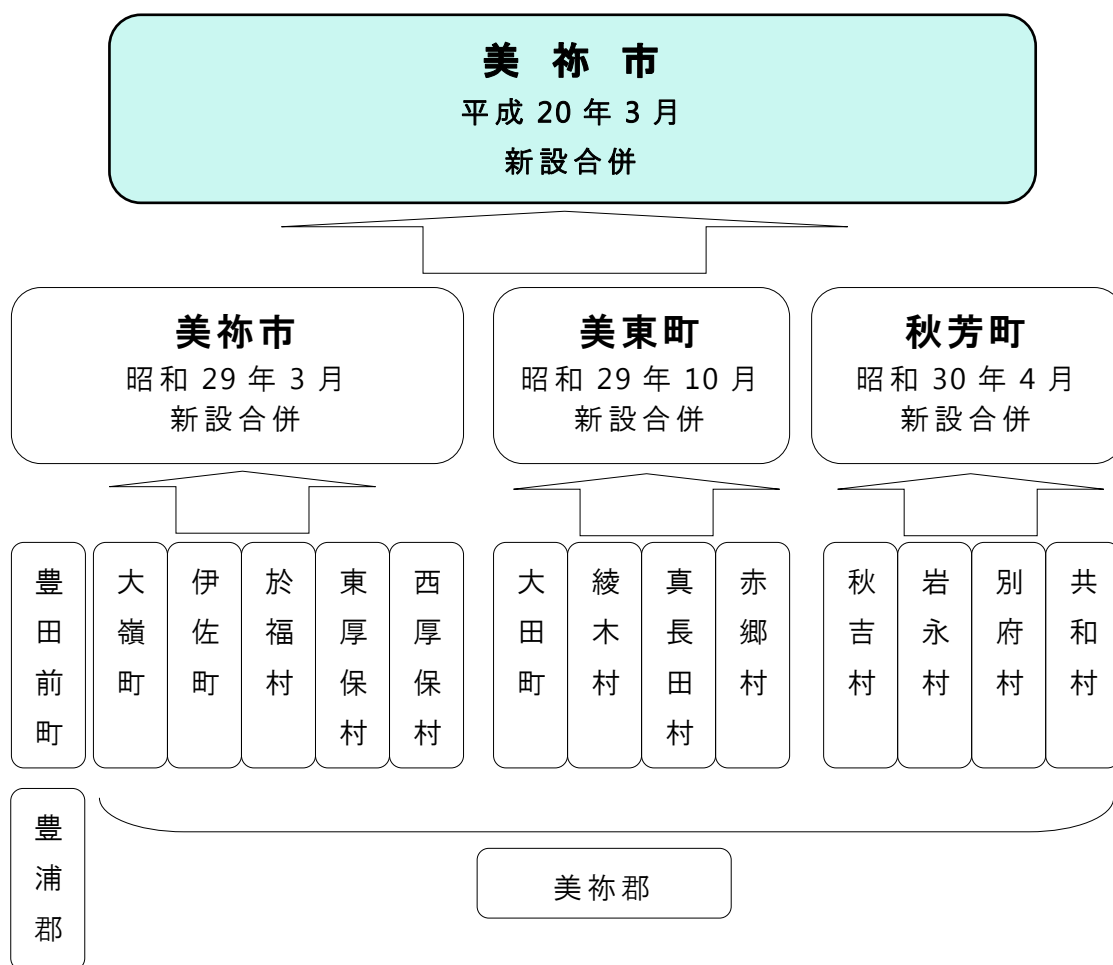 美 祢 市
平成 20 年 3 月
新設合併
美祢市
昭和 29 年 3 月
新設合併
美東町
昭和 29 年 10 月
新設合併
秋芳町
昭和 30 年 4 月
新設合併
豊田前町
大嶺町
伊佐町
於福村
東厚保村
西厚保村
大田町
綾木村
真長田村
赤郷村
秋吉村
岩永村
別府村
共和村
豊浦郡
美祢郡